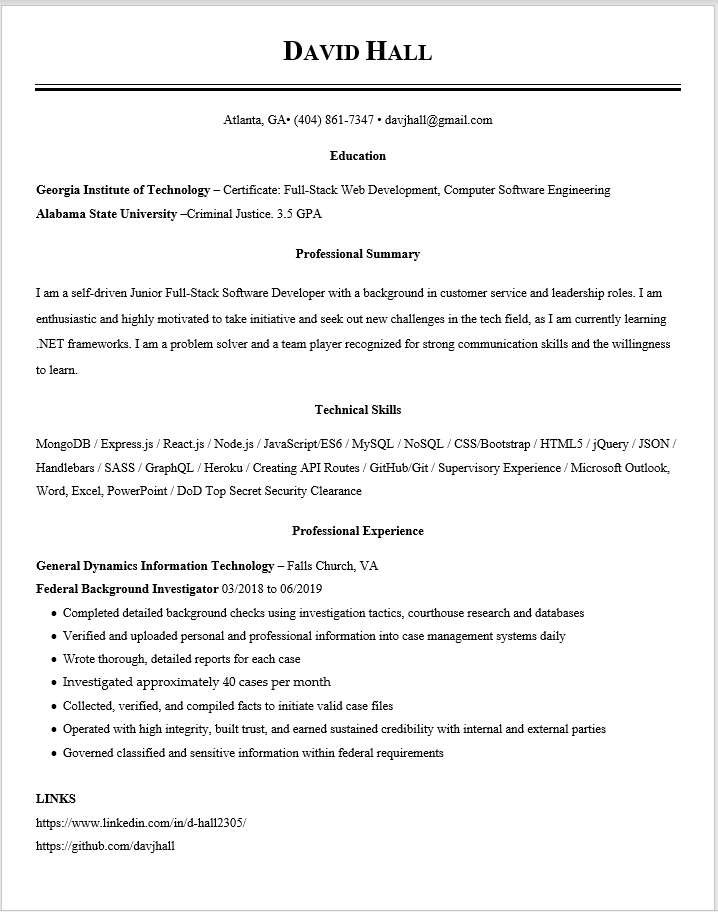 DAVID HALL
Atlanta, GA• (404) 861-7347 • davjhall@gmail.com
Education
Georgia Institute of Technology – Certificate: Full-Stack Web Development, Computer Software Engineering
Alabama State University –Criminal Justice. 3.5 GPA
Professional Summary
I am a self-driven Junior Full-Stack Software Developer with a background in customer service and leadership roles. I am
enthusiastic and highly motivated to take initiative and seek out new challenges in the tech field, as I am currently learning
.NET frameworks. I am a problem solver and a team player recognized for strong communication skills and the willingness
to learn.
Technical Skills
MongoDB / Express.js / React.js / Node.js / JavaScript/ES6 / MySQL / NoSQL / CSS/Bootstrap / HTML5 / jQuery / JSON /
Handlebars / SASS / GraphQL / Heroku / Creating API Routes / GitHub/Git / Supervisory Experience / Microsoft Outlook,
Word, Excel, PowerPoint / DoD Top Secret Security Clearance
Professional Experience
General Dynamics Information Technology – Falls Church, VA
Federal Background Investigator 03/2018 to 06/2019
• Completed detailed background checks using investigation tactics, courthouse research and databases
• Verified and uploaded personal and professional information into case management systems daily
• Wrote thorough, detailed reports for each case
• Investigated approximately 40 cases per month
• Collected, verified, and compiled facts to initiate valid case files
• Operated with high integrity, built trust, and earned sustained credibility with internal and external parties
• Governed classified and sensitive information within federal requirements
LINKS
https://www.linkedin.com/in/d-hall2305/
https://github.com/davjhall